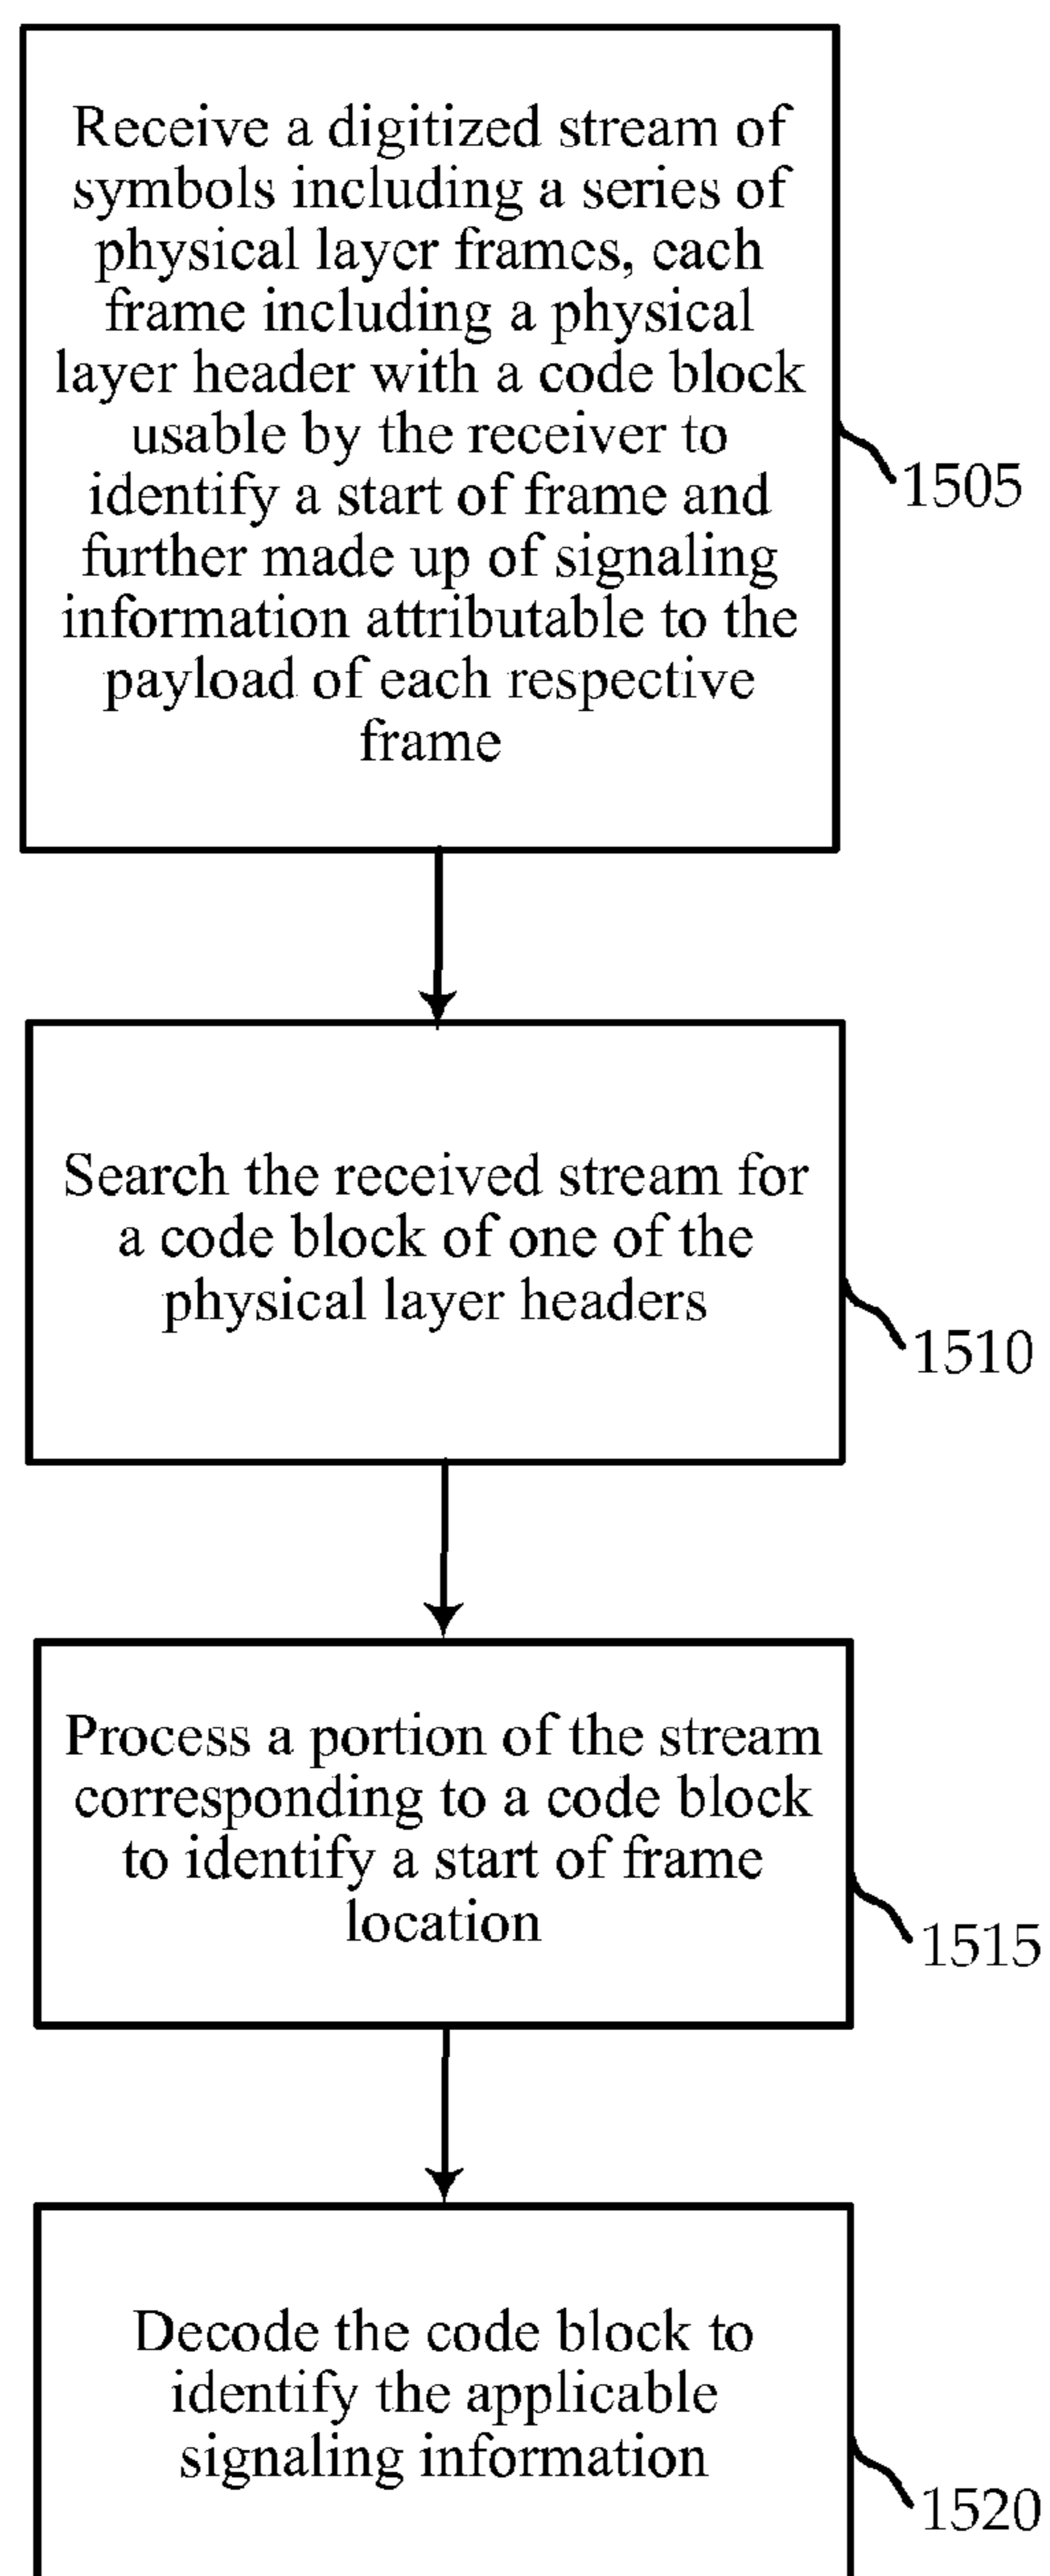 Receive a digitized stream of
symbols including a series of
physical layer frames, each
frame including a physical
layer header with a code block
usable by the receiver to
identify a start of frame and
further made up of signaling
information attributable to the
payload of each respective
frame
1505
Search the received stream for
a code block of one of the
physical layer headers
1510
Process a portion of the stream
corresponding to a code block
to identify a start of frame
location
1515
Decode the code block to
identify the applicable
signaling information
1520